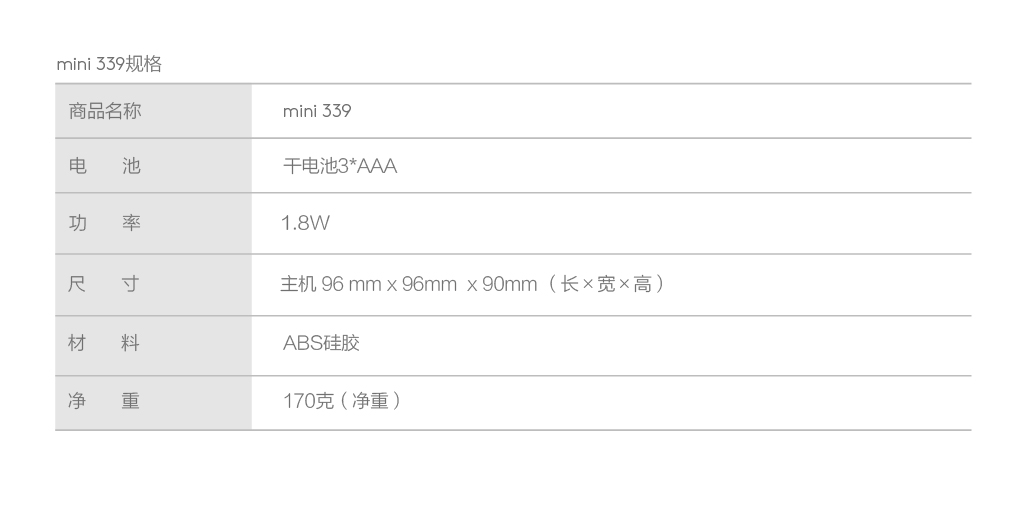 mini 339规格
商品名称 mini 339
电 池 干电池3*AAA
功 率 1.8W
尺 寸 主机 96 mm x 96mm x 90mm（长×宽×高）
材 料 ABS硅胶
净 重 170克（净重）